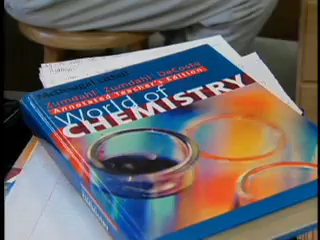 McDougal Littell
Zumdahl Zumdahl DeCoste
Annotated Teacher's Edition
World of
CHEMISTRY